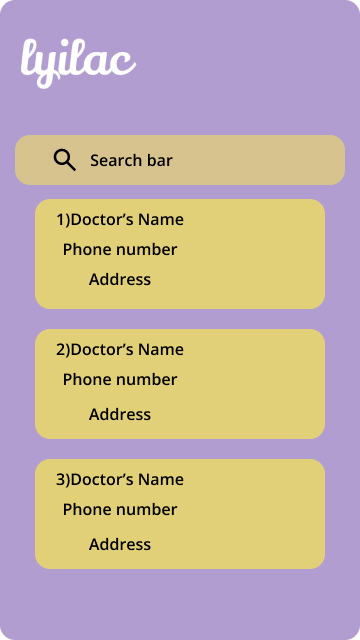 lyilac
Search bar
1)Doctor’s Name
Phone number
Address
2)Doctor’s Name
Phone number
Address
3)Doctor’s Name
Phone number
Address